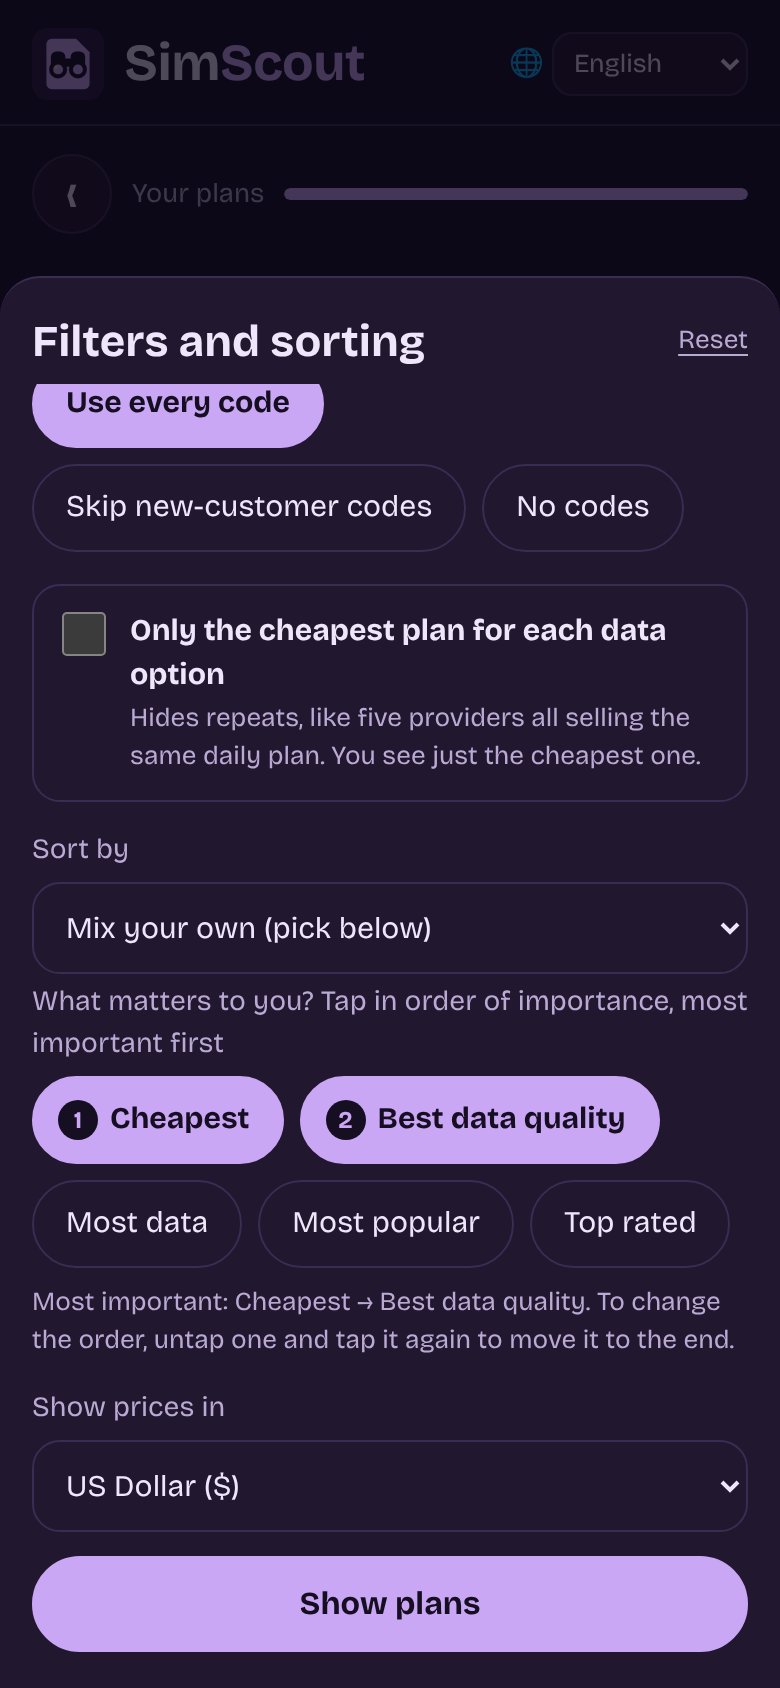 SimScout
English
Your plans
Filters and sorting
Reset
Use every code
Skip new-customer codes
No codes
Only the cheapest plan for each data
option
Hides repeats, like five providers all selling the
same daily plan. You see just the cheapest one.
Sort by
Mix your own (pick below)
What matters to you? Tap in order of importance, most
important first
1 Cheapest
2 Best data quality
Most data
Most popular
Top rated
Most important: Cheapest → Best data quality. To change
the order, untap one and tap it again to move it to the end.
Show prices in
US Dollar ($)
Show plans